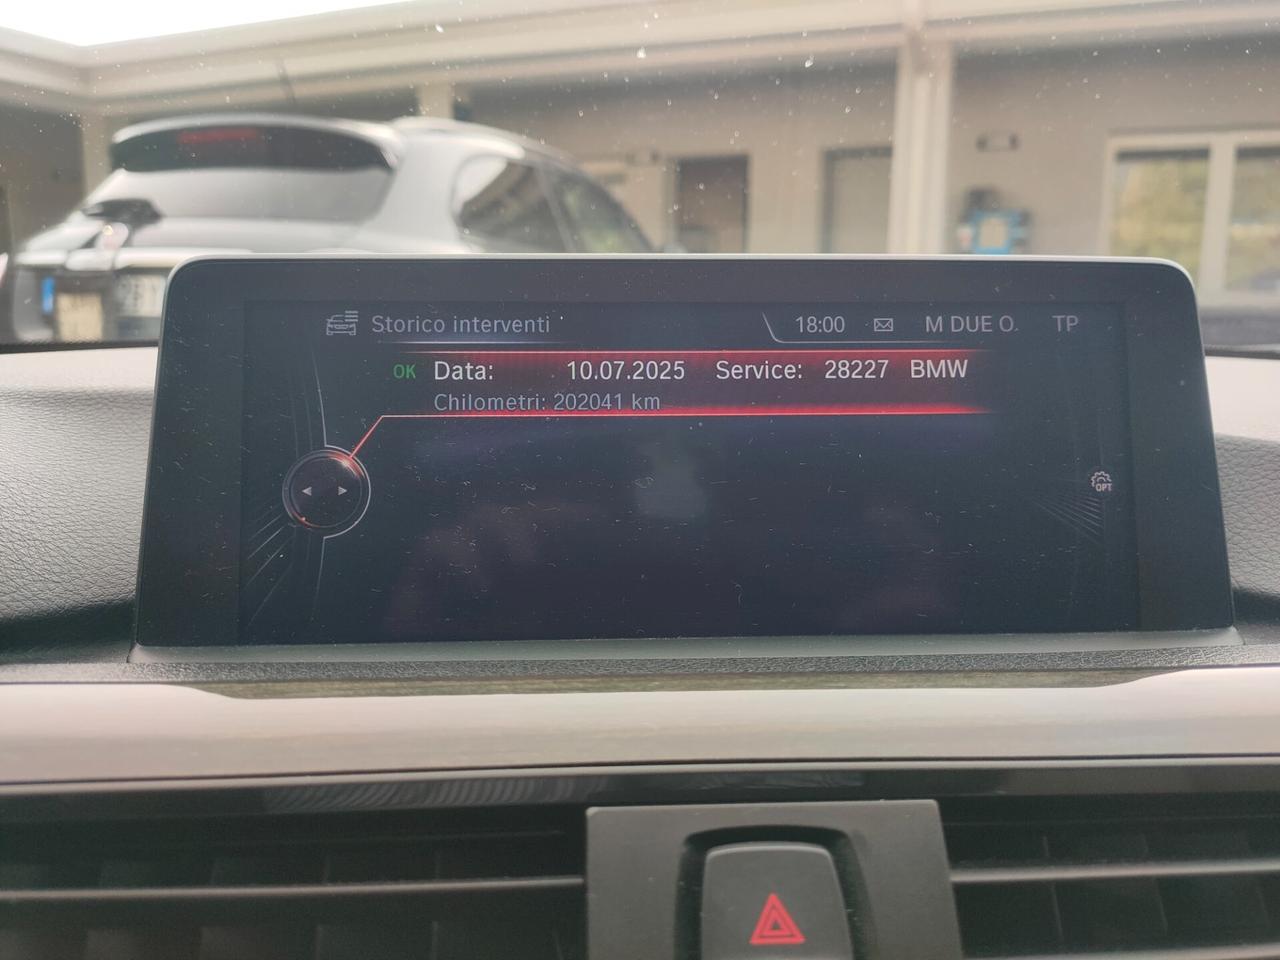 Storico interventi 18:00 M DUE O. TP
OK Data: 10.07.2025 Service: 28227 BMW
Chilometri: 202041 km
OPT